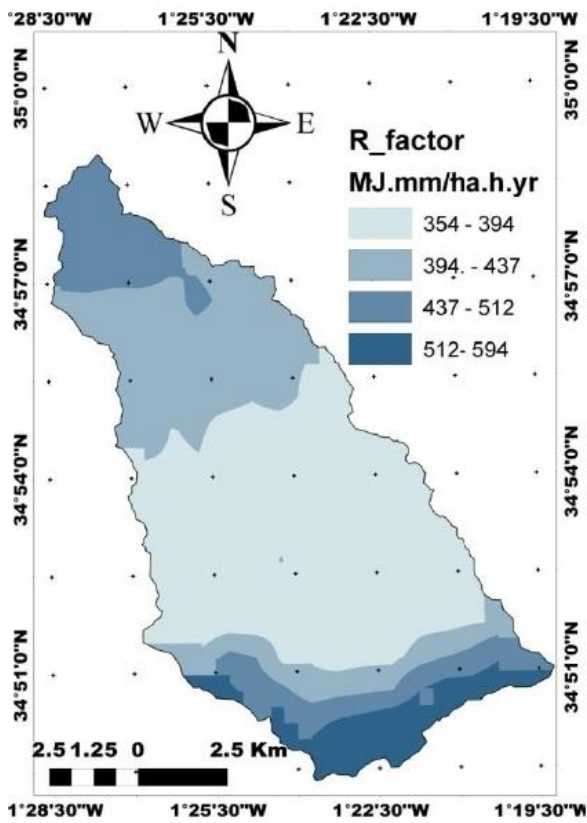 1°28'30"W 1°25'30"W 1°22'30"W 1°19'30"W
N
W E
S
35°0'0"N
35°0'0"N
R_factor
MJ.mm/ha.h.yr
354 - 394
394. - 437
437 - 512
512- 594
34°57'0"N
34°57'0"N
34°54'0"N
34°54'0"N
34°51'0"N
34°51'0"N
2.5 1.25 0 2.5 Km
1°28'30"W 1°25'30"W 1°22'30"W 1°19'30"W